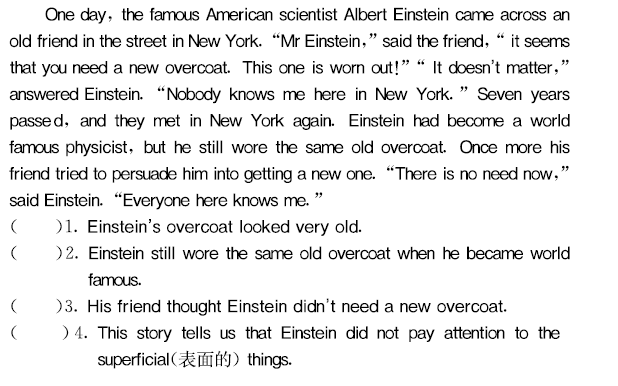 One day, the famous American scientist Albert Einstein came across an
old friend in the street in New York. “Mr Einstein,” said the friend, “ it seems
that you need a new overcoat. This one is worn out!” “ It doesn't matter,”
answered Einstein. “Nobody knows me here in New York. ” Seven years
passed, and they met in New York again. Einstein had become a world
famous physicist, but he still wore the same old overcoat. Once more his
friend tried to persuade him into getting a new one. “There is no need now,”
said Einstein. “Everyone here knows me. ”
(    )1. Einstein's overcoat looked very old.
(    )2. Einstein still wore the same old overcoat when he became world
famous.
(    )3. His friend thought Einstein didn't need a new overcoat.
(    )4. This story tells us that Einstein did not pay attention to the
superficial(表面的) things.